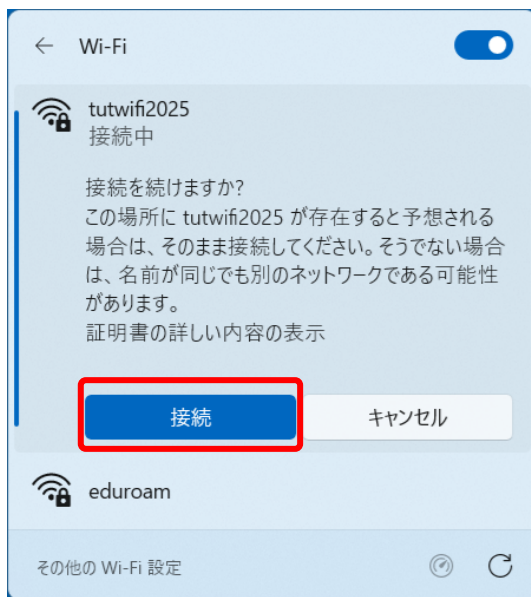 Wi-Fi
tutwifi2025
接続中
接続を続けますか?
この場所に tutwifi2025 が存在すると予想される
場合は、そのまま接続してください。そうでない場合
は、名前が同じでも別のネットワークである可能性
があります。
証明書の詳しい内容の表示
接続
キャンセル
eduroam
その他の Wi-Fi 設定